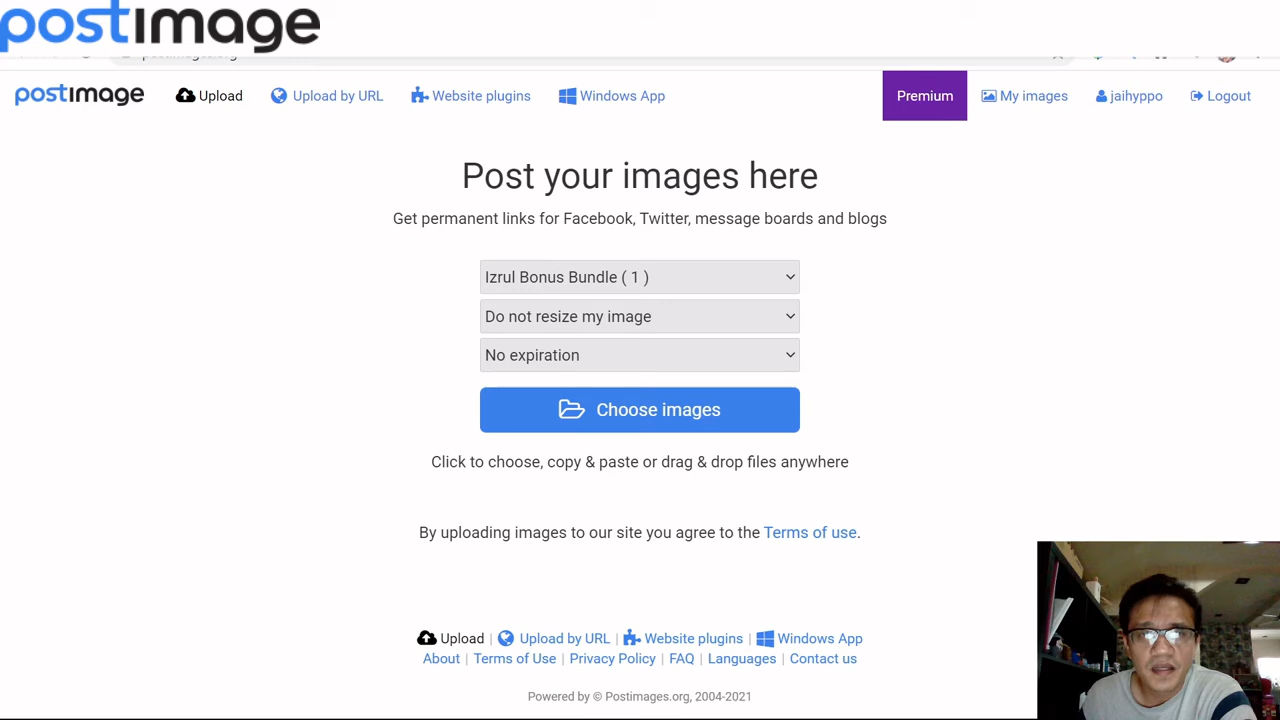 postimage
postimages.org
postimage Upload Upload by URL Website plugins Windows App Premium My images jaihyppo Logout
Post your images here
Get permanent links for Facebook, Twitter, message boards and blogs
Izrul Bonus Bundle ( 1 )
Do not resize my image
No expiration
Choose images
Click to choose, copy & paste or drag & drop files anywhere
By uploading images to our site you agree to the Terms of use.
Upload | Upload by URL | Website plugins | Windows App
About | Terms of Use | Privacy Policy | FAQ | Languages | Contact us
Powered by © Postimages.org, 2004-2021